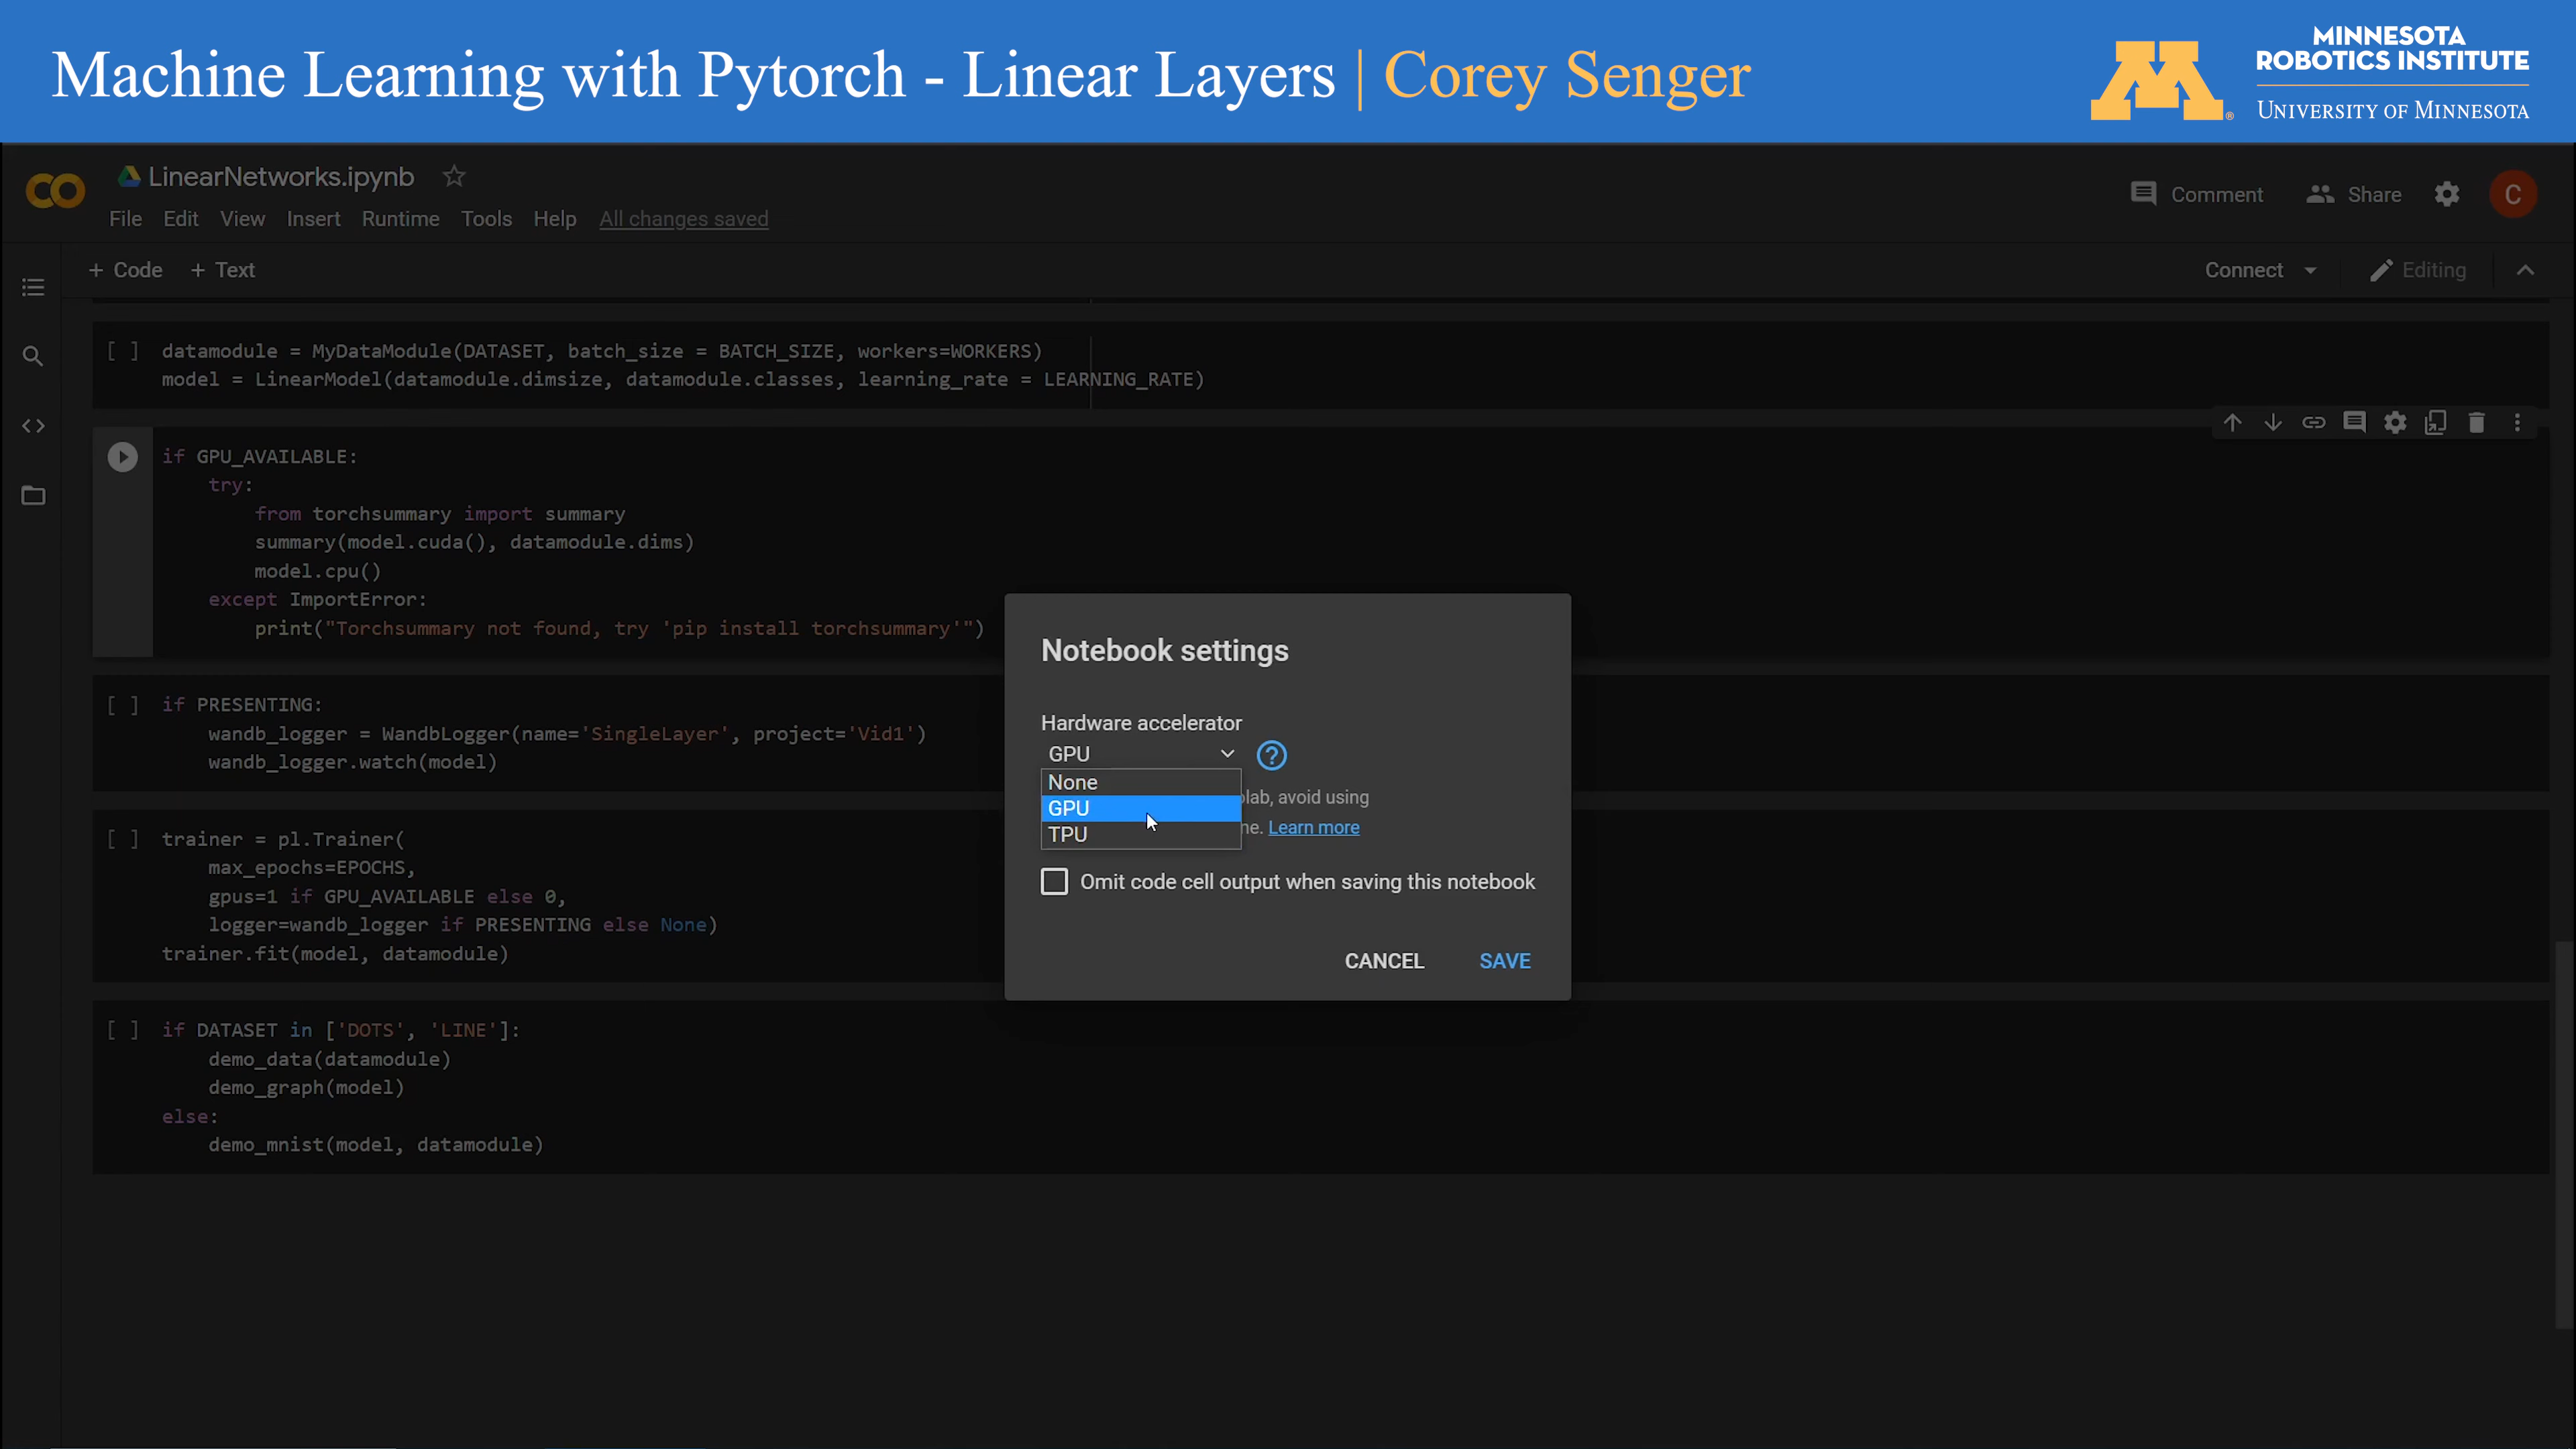 Machine Learning with Pytorch - Linear Layers | Corey Senger
MINNESOTA
ROBOTICS INSTITUTE
UNIVERSITY OF MINNESOTA
LinearNetworks.ipynb
Comment
Share
C
File Edit View Insert Runtime Tools Help All changes saved
+ Code + Text
Connect
Editing
[ ] datamodule = MyDataModule(DATASET, batch_size = BATCH_SIZE, workers=WORKERS)
model = LinearModel(datamodule.dimsize, datamodule.classes, learning_rate = LEARNING_RATE)
if GPU_AVAILABLE:
try:
from torchsummary import summary
summary(model.cuda(), datamodule.dims)
model.cpu()
except ImportError:
print("Torchsummary not found, try 'pip install torchsummary'")
[ ] if PRESENTING:
wandb_logger = WandbLogger(name='SingleLayer', project='Vid1')
wandb_logger.watch(model)
[ ] trainer = pl.Trainer(
max_epochs=EPOCHS,
gpus=1 if GPU_AVAILABLE else 0,
logger=wandb_logger if PRESENTING else None)
trainer.fit(model, datamodule)
[ ] if DATASET in ['DOTS', 'LINE']:
demo_data(datamodule)
demo_graph(model)
else:
demo_mnist(model, datamodule)
Notebook settings
Hardware accelerator
GPU
None
GPU
TPU
avoid using
Learn more
Omit code cell output when saving this notebook
CANCEL SAVE